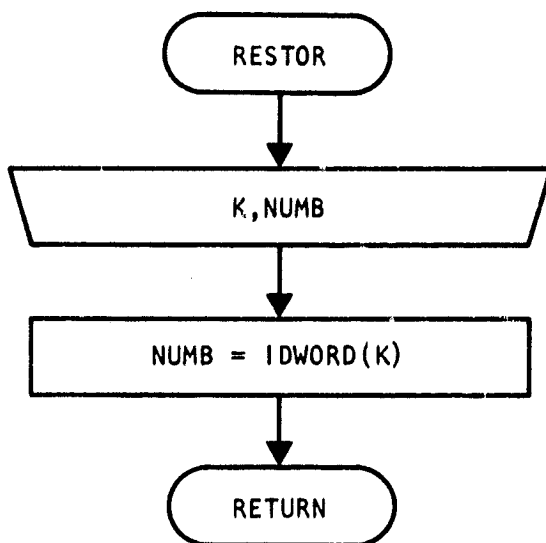 RESTOR
K,NUMB
NUMB = IDWORD(K)
RETURN